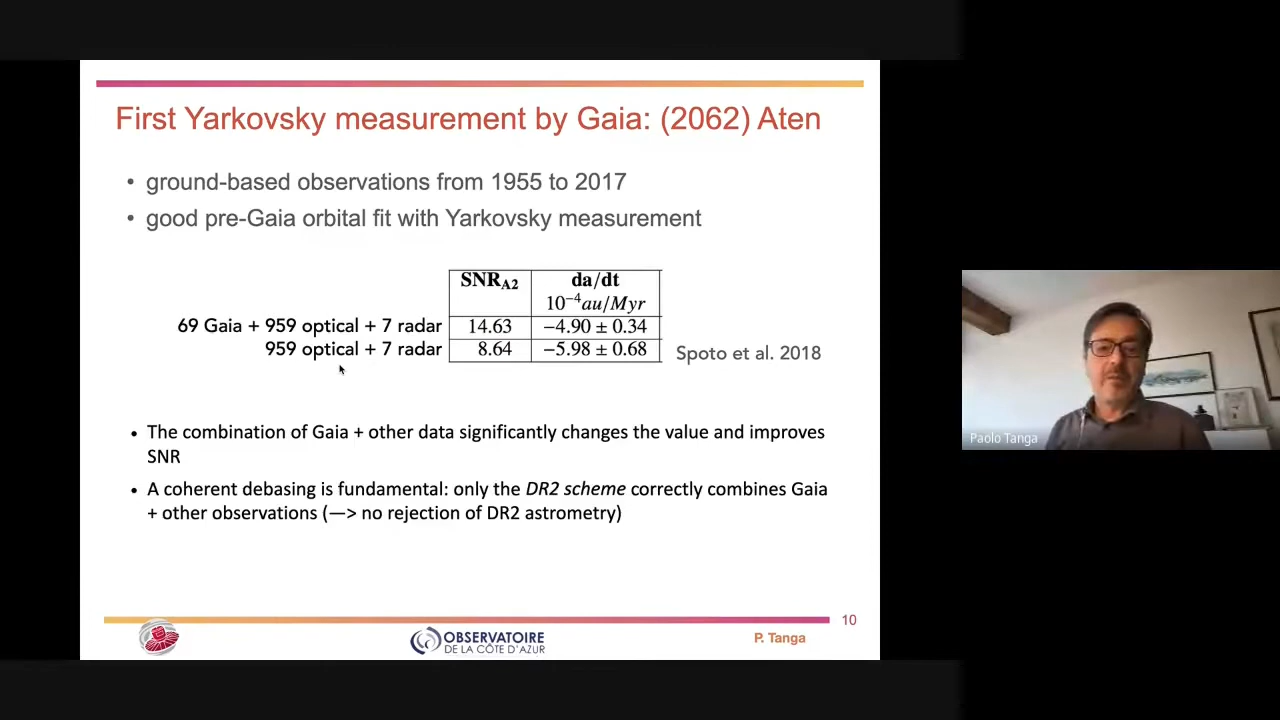 First Yarkovsky measurement by Gaia: (2062) Aten
• ground-based observations from 1955 to 2017
• good pre-Gaia orbital fit with Yarkovsky measurement
SNR_A2 da/dt
10⁻⁴au/Myr
69 Gaia + 959 optical + 7 radar 14.63 −4.90 ± 0.34
959 optical + 7 radar 8.64 −5.98 ± 0.68
Spoto et al. 2018
• The combination of Gaia + other data significantly changes the value and improves
SNR
• A coherent debasing is fundamental: only the DR2 scheme correctly combines Gaia
+ other observations (—> no rejection of DR2 astrometry)
10
OBSERVATOIRE
DE LA CÔTE D'AZUR
P. Tanga
Paolo Tanga